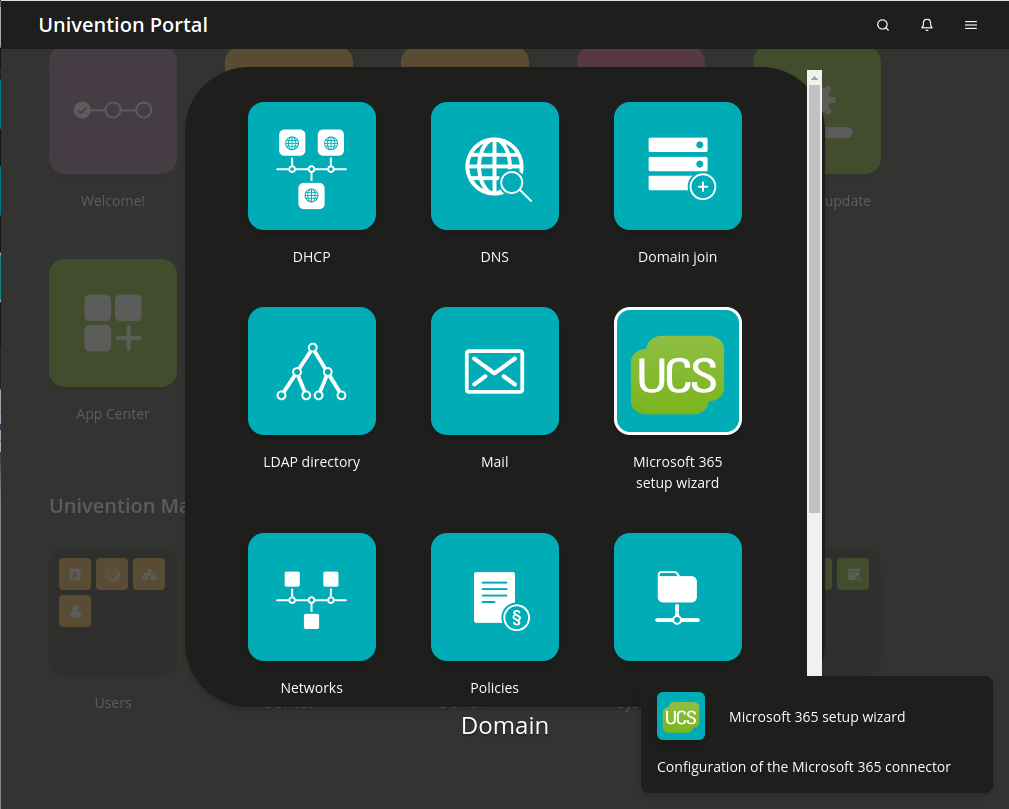 Univention Portal
Welcome!
update
DHCP
DNS
Domain join
UCS
App Center
LDAP directory
Mail
Microsoft 365
setup wizard
Univention Ma
§
Networks
Policies
Users
Domain
UCS
Microsoft 365 setup wizard
Configuration of the Microsoft 365 connector